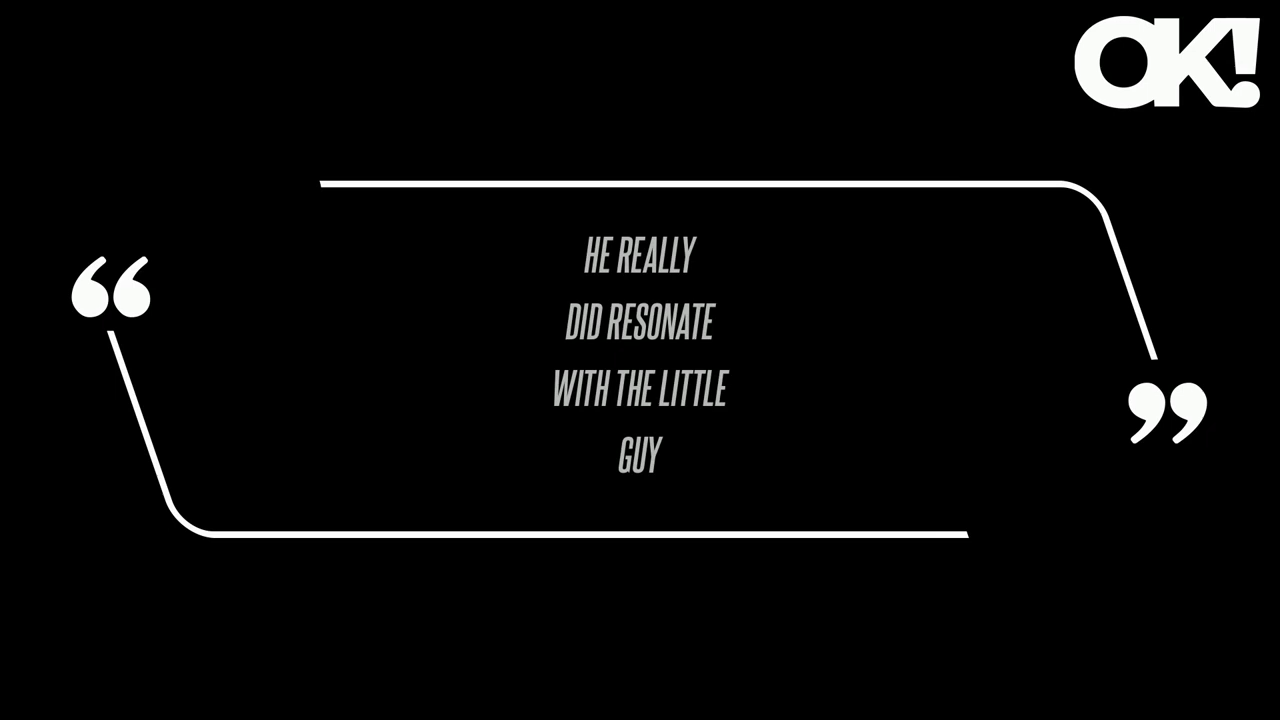 OK!
“
HE REALLY
DID RESONATE
WITH THE LITTLE
GUY
”